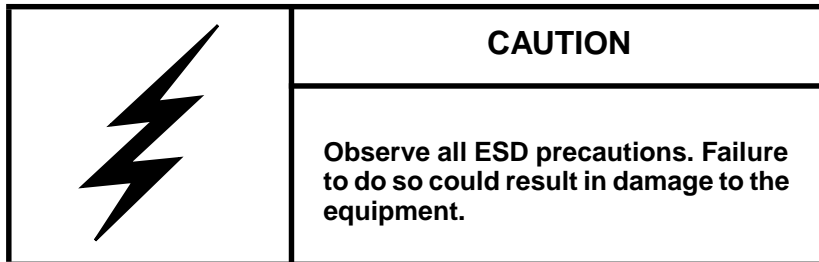 CAUTION
Observe all ESD precautions. Failure
to do so could result in damage to the
equipment.